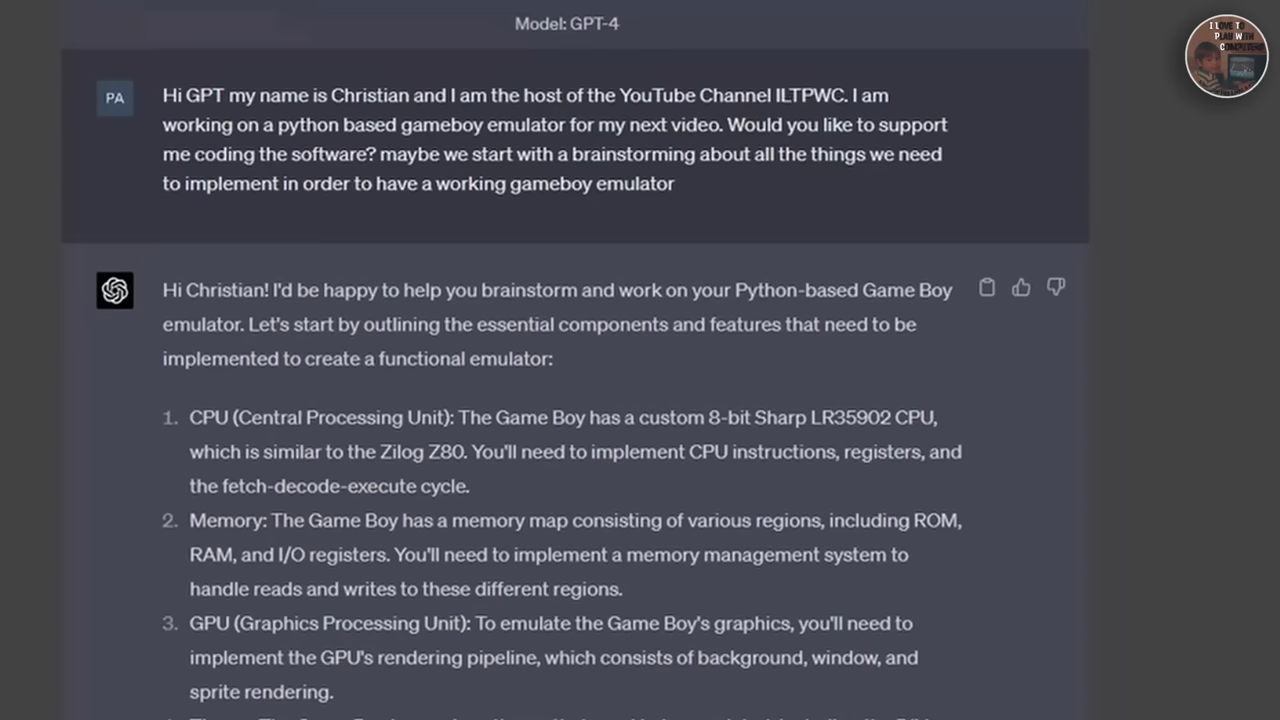 Model: GPT-4
I LOVE TO
PLAY WITH
COMPUTERS
PA
Hi GPT my name is Christian and I am the host of the YouTube Channel ILTPWC. I am
working on a python based gameboy emulator for my next video. Would you like to support
me coding the software? maybe we start with a brainstorming about all the things we need
to implement in order to have a working gameboy emulator
Hi Christian! I'd be happy to help you brainstorm and work on your Python-based Game Boy
emulator. Let's start by outlining the essential components and features that need to be
implemented to create a functional emulator:
1. CPU (Central Processing Unit): The Game Boy has a custom 8-bit Sharp LR35902 CPU,
which is similar to the Zilog Z80. You'll need to implement CPU instructions, registers, and
the fetch-decode-execute cycle.
2. Memory: The Game Boy has a memory map consisting of various regions, including ROM,
RAM, and I/O registers. You'll need to implement a memory management system to
handle reads and writes to these different regions.
3. GPU (Graphics Processing Unit): To emulate the Game Boy's graphics, you'll need to
implement the GPU's rendering pipeline, which consists of background, window, and
sprite rendering.